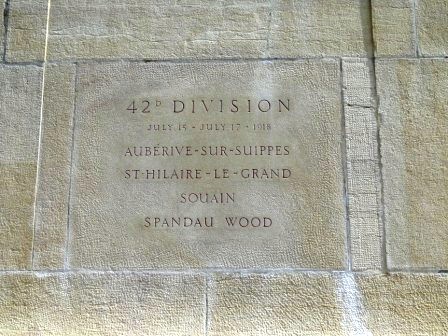 42D DIVISION
JULY 15 - JULY 17 - 1918
AUBÉRIVE-SUR-SUIPPES
ST-HILAIRE-LE-GRAND
SOUAIN
SPANDAU WOOD